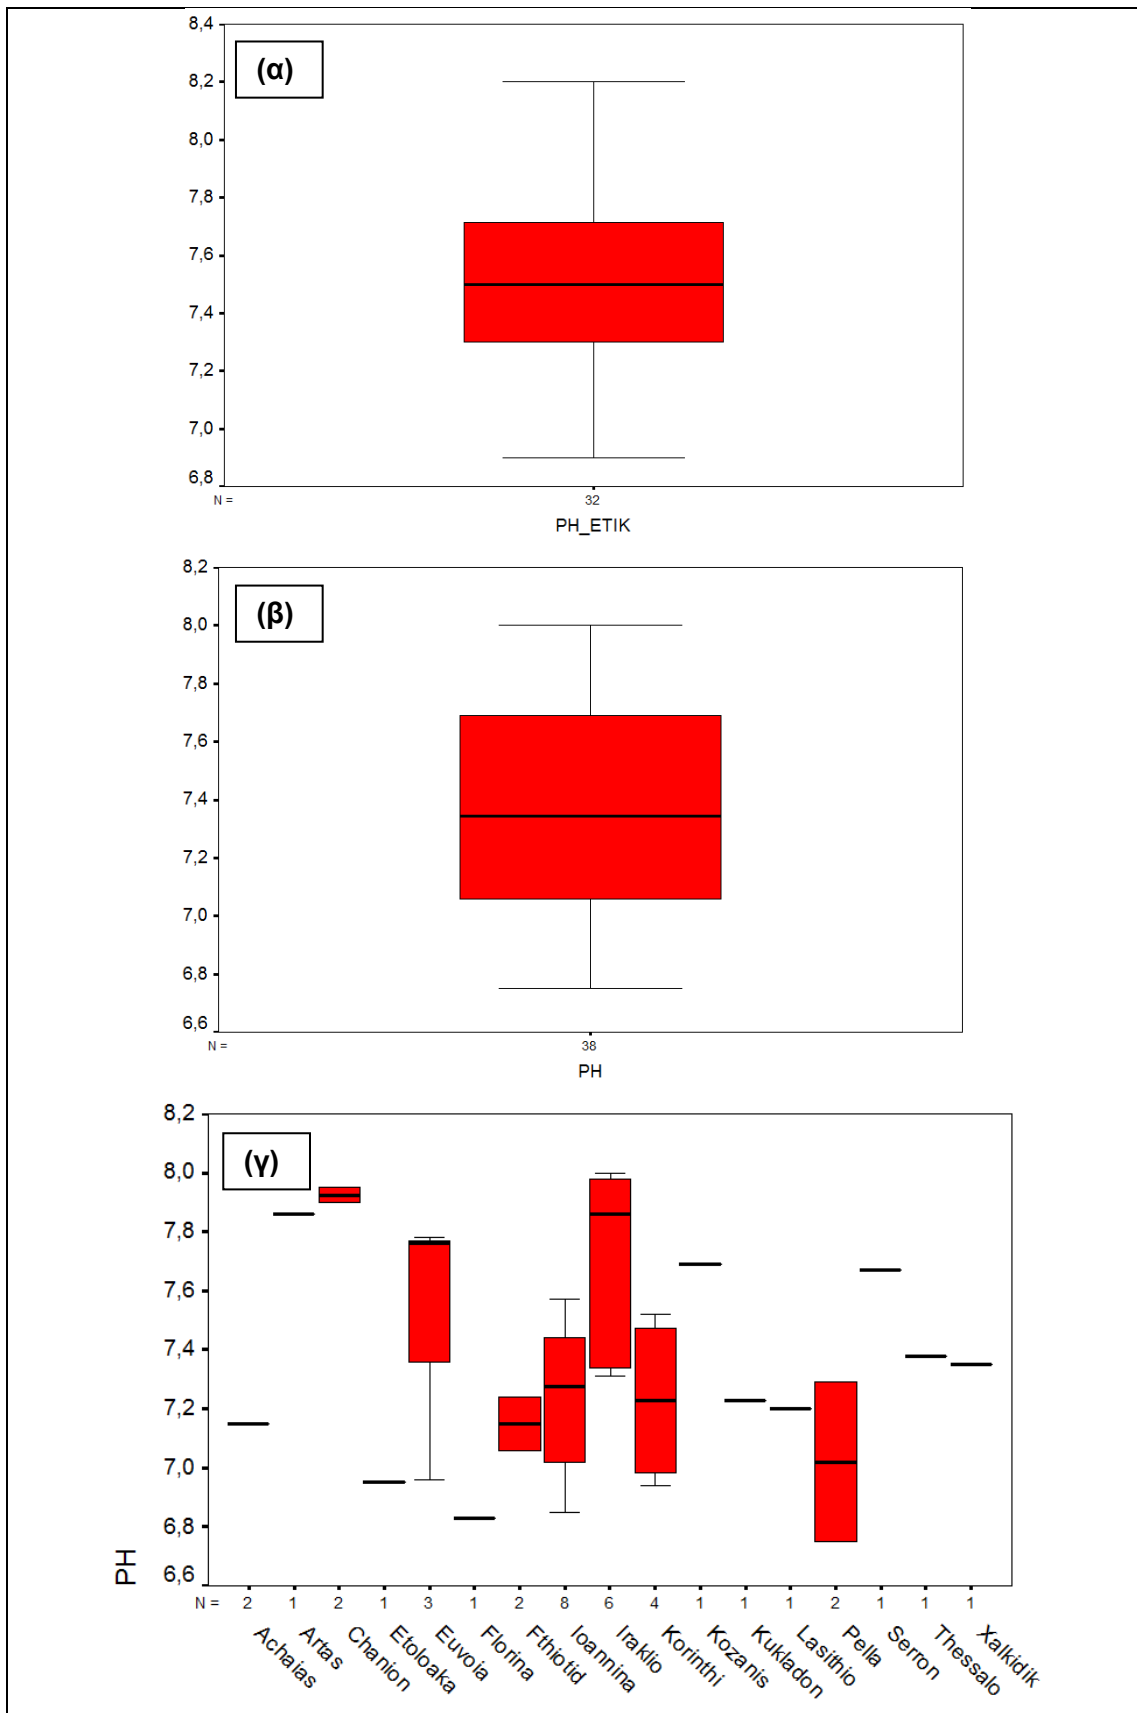 8,4
(α)
8,2
8,0
7,8
7,6
7,4
7,2
7,0
6,8
N = 32
PH_ETIK
8,2
(β)
8,0
7,8
7,6
7,4
7,2
7,0
6,8
6,6
N = 38
PH
8,2
(γ)
8,0
7,8
7,6
7,4
7,2
7,0
6,8
6,6
PH
N = 2 1 2 1 3 1 2 8 6 4 1 1 1 2 1 1 1
Achaias
Artas
Chanion
Etoloaka
Euvoia
Florina
Fthiotid
Ioannina
Iraklio
Korinthi
Kozanis
Kukladon
Lasithio
Pella
Serron
Thessalo
Xalkidik